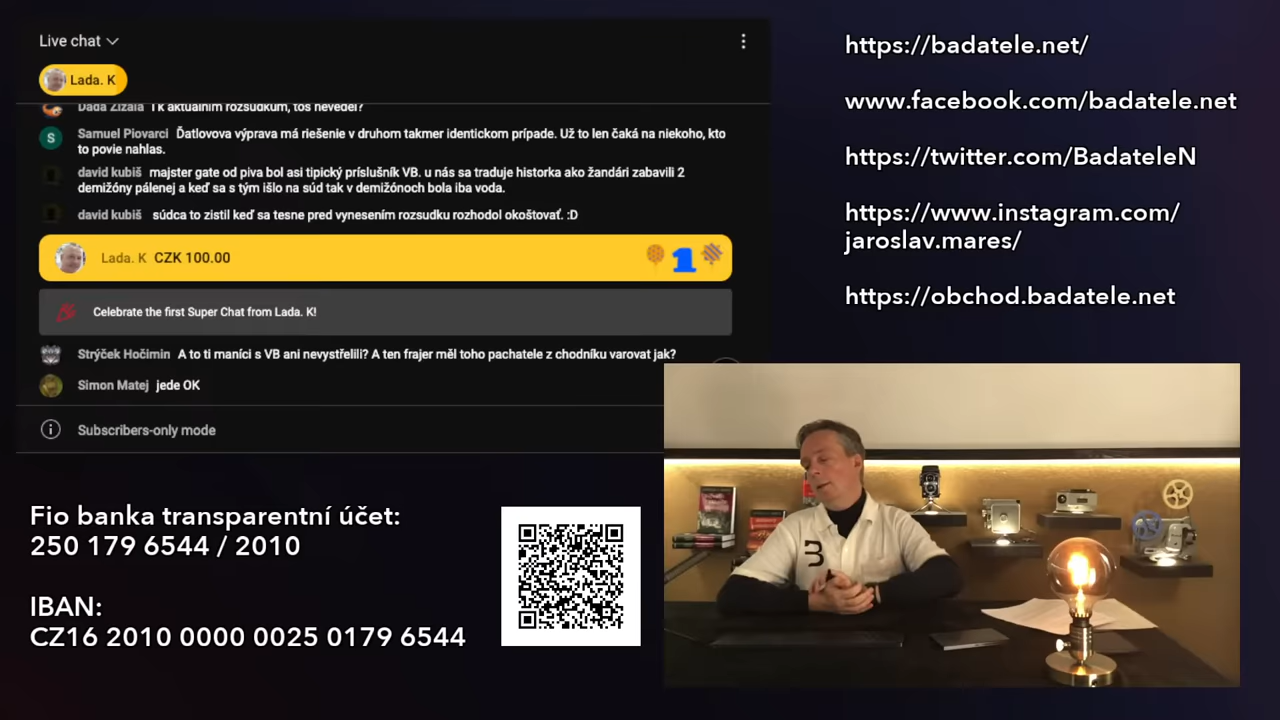 Live chat
Lada. K
Dáda Žížala I k aktuálním rozsudkům, tos nevěděl?
Samuel Piovarci Ďatlovova výprava má riešenie v druhom takmer identickom prípade. Už to len čaká na niekoho, kto
to povie nahlas.
david kubiš majster gate od piva bol asi tipický príslušník VB. u nás sa traduje historka ako žandári zabavili 2
demižóny pálenej a keď sa s tým išlo na súd tak v demižónoch bola iba voda.
david kubiš súdca to zistil keď sa tesne pred vynesením rozsudku rozhodol okoštovať. :D
Lada. K CZK 100.00
1
Celebrate the first Super Chat from Lada. K!
Strýček Hočimin A to ti maníci s VB ani nevystřelili? A ten frajer měl toho pachatele z chodníku varovat jak?
Simon Matej jede OK
Subscribers-only mode
https://badatele.net/
www.facebook.com/badatele.net
https://twitter.com/BadateleN
https://www.instagram.com/
jaroslav.mares/
https://obchod.badatele.net
Fio banka transparentní účet:
250 179 6544 / 2010
IBAN:
CZ16 2010 0000 0025 0179 6544